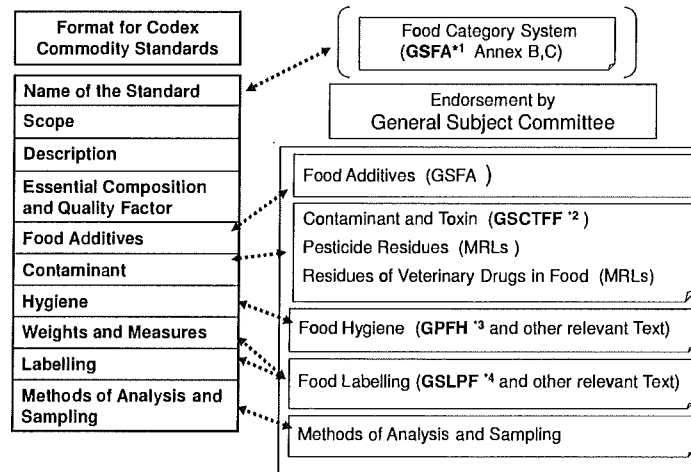 Format for Codex
Commodity Standards
Name of the Standard
Scope
Description
Essential Composition
and Quality Factor
Food Additives
Contaminant
Hygiene
Weights and Measures
Labelling
Methods of Analysis and
Sampling
Food Category System
(GSFA*1 Annex B,C)
Endorsement by
General Subject Committee
Food Additives (GSFA )
Contaminant and Toxin (GSCTFF *2 )
Pesticide Residues (MRLs)
Residues of Veterinary Drugs in Food (MRLs)
Food Hygiene (GPFH *3 and other relevant Text)
Food Labelling (GSLPF *4 and other relevant Text)
Methods of Analysis and Sampling